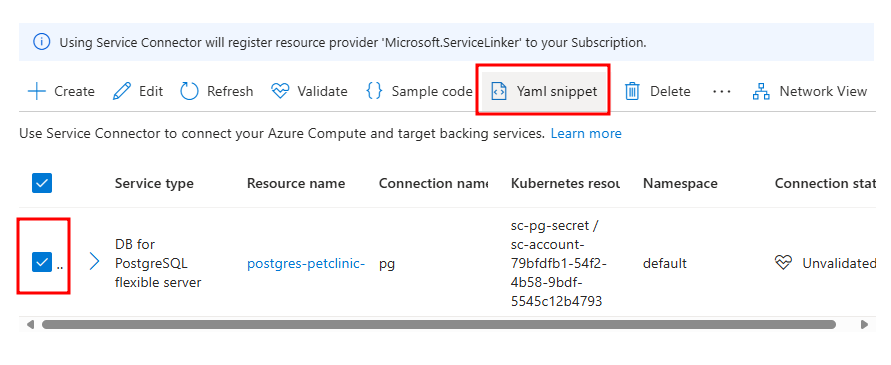 Using Service Connector will register resource provider 'Microsoft.ServiceLinker' to your Subscription.
Create Edit Refresh Validate Sample code Yaml snippet Delete ... Network View
Use Service Connector to connect your Azure Compute and target backing services. Learn more
Service type Resource name Connection name Kubernetes resou Namespace Connection stat
DB for PostgreSQL flexible server
postgres-petclinic-
pg
sc-pg-secret /
sc-account-
79bfdfb1-54f2-
4b58-9bdf-
5545c12b4793
default
Unvalidated